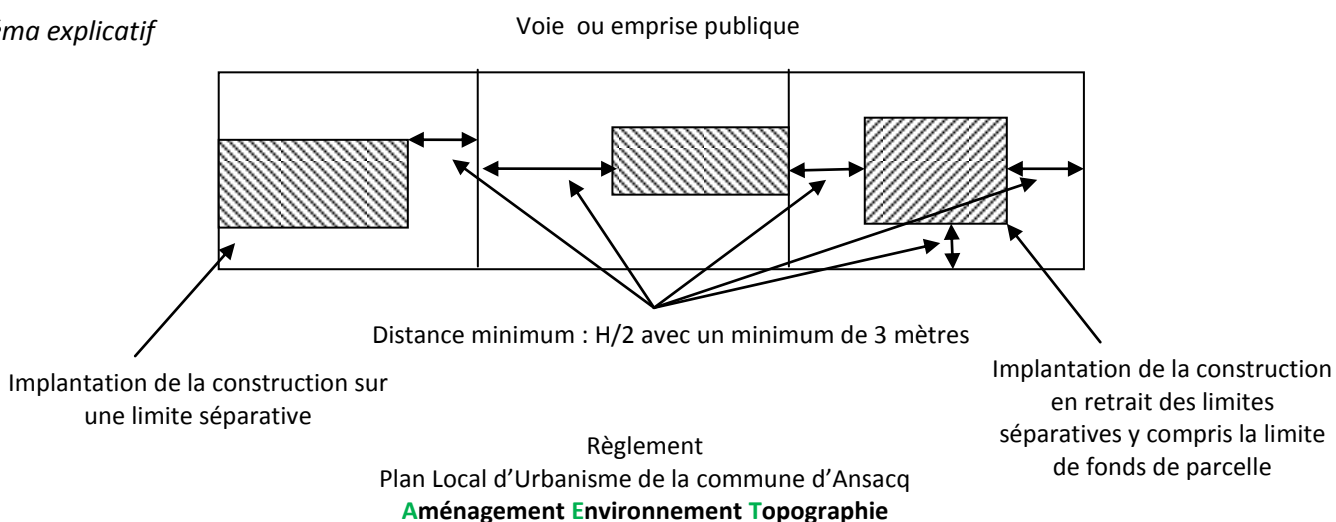 éma explicatif
Voie ou emprise publique
Distance minimum : H/2 avec un minimum de 3 mètres
Implantation de la construction sur
une limite séparative
Implantation de la construction
en retrait des limites
séparatives y compris la limite
de fonds de parcelle
Règlement
Plan Local d’Urbanisme de la commune d’Ansacq
Aménagement Environnement Topographie